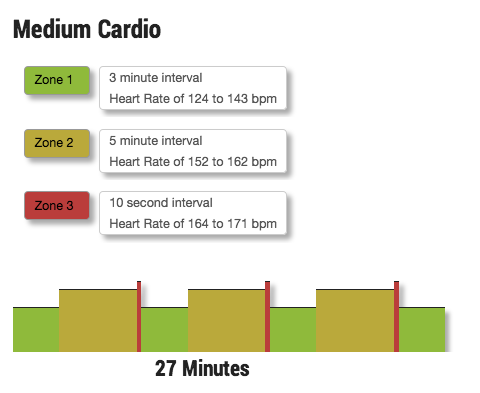 Medium Cardio
Zone 1
3 minute interval
Heart Rate of 124 to 143 bpm
Zone 2
5 minute interval
Heart Rate of 152 to 162 bpm
Zone 3
10 second interval
Heart Rate of 164 to 171 bpm
27 Minutes